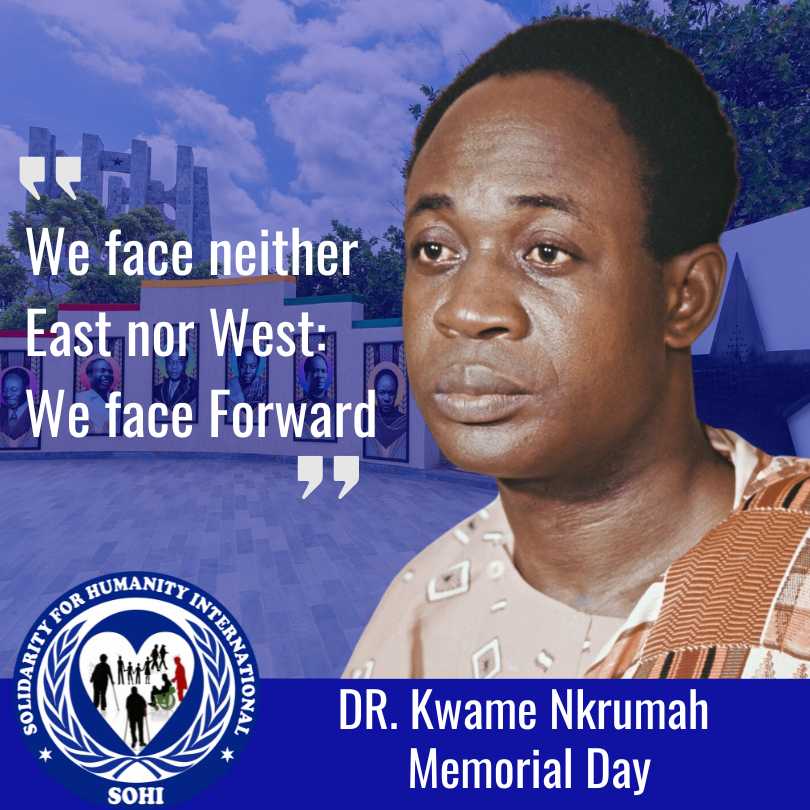 "
We face neither
East nor West:
We face Forward
"
SOLIDARITY FOR HUMANITY INTERNATIONAL
SOHI
DR. Kwame Nkrumah
Memorial Day